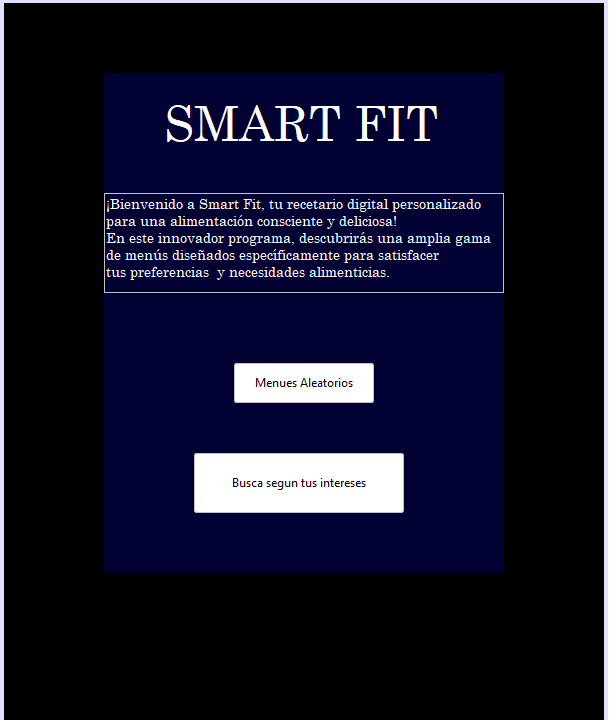 SMART FIT
¡Bienvenido a Smart Fit, tu recetario digital personalizado
para una alimentación consciente y deliciosa!
En este innovador programa, descubrirás una amplia gama
de menús diseñados específicamente para satisfacer
tus preferencias  y necesidades alimenticias.
Menues Aleatorios
Busca segun tus intereses